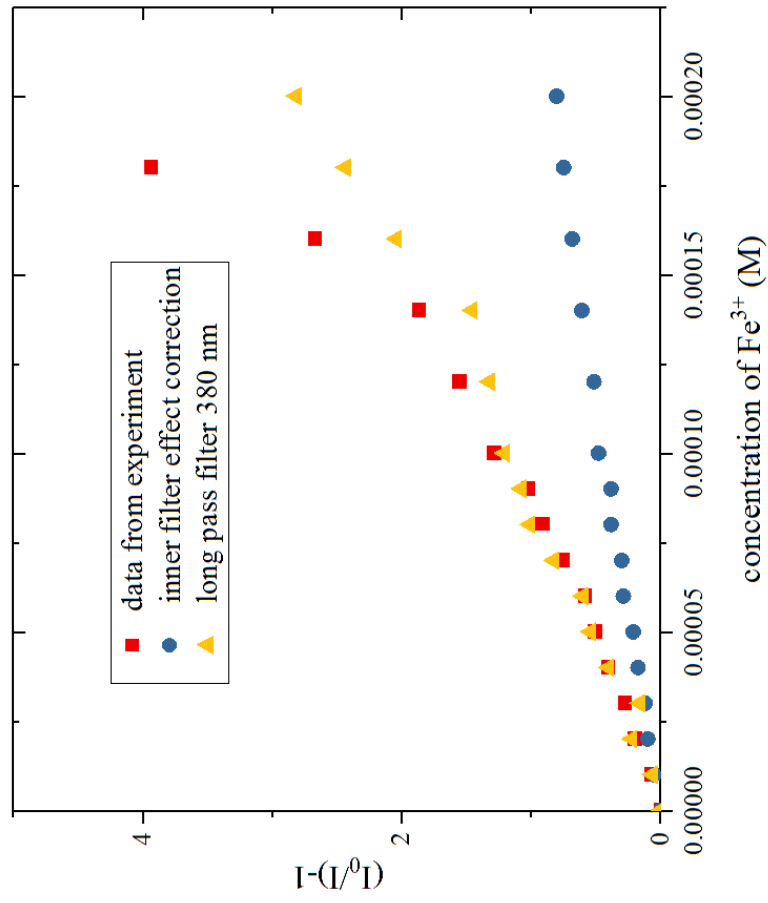 data from experiment
inner filter effect correction
long pass filter 380 nm
(I₀/I)-1
4
2
0
0.00000
0.00005
0.00010
0.00015
0.00020
concentration of Fe³⁺ (M)